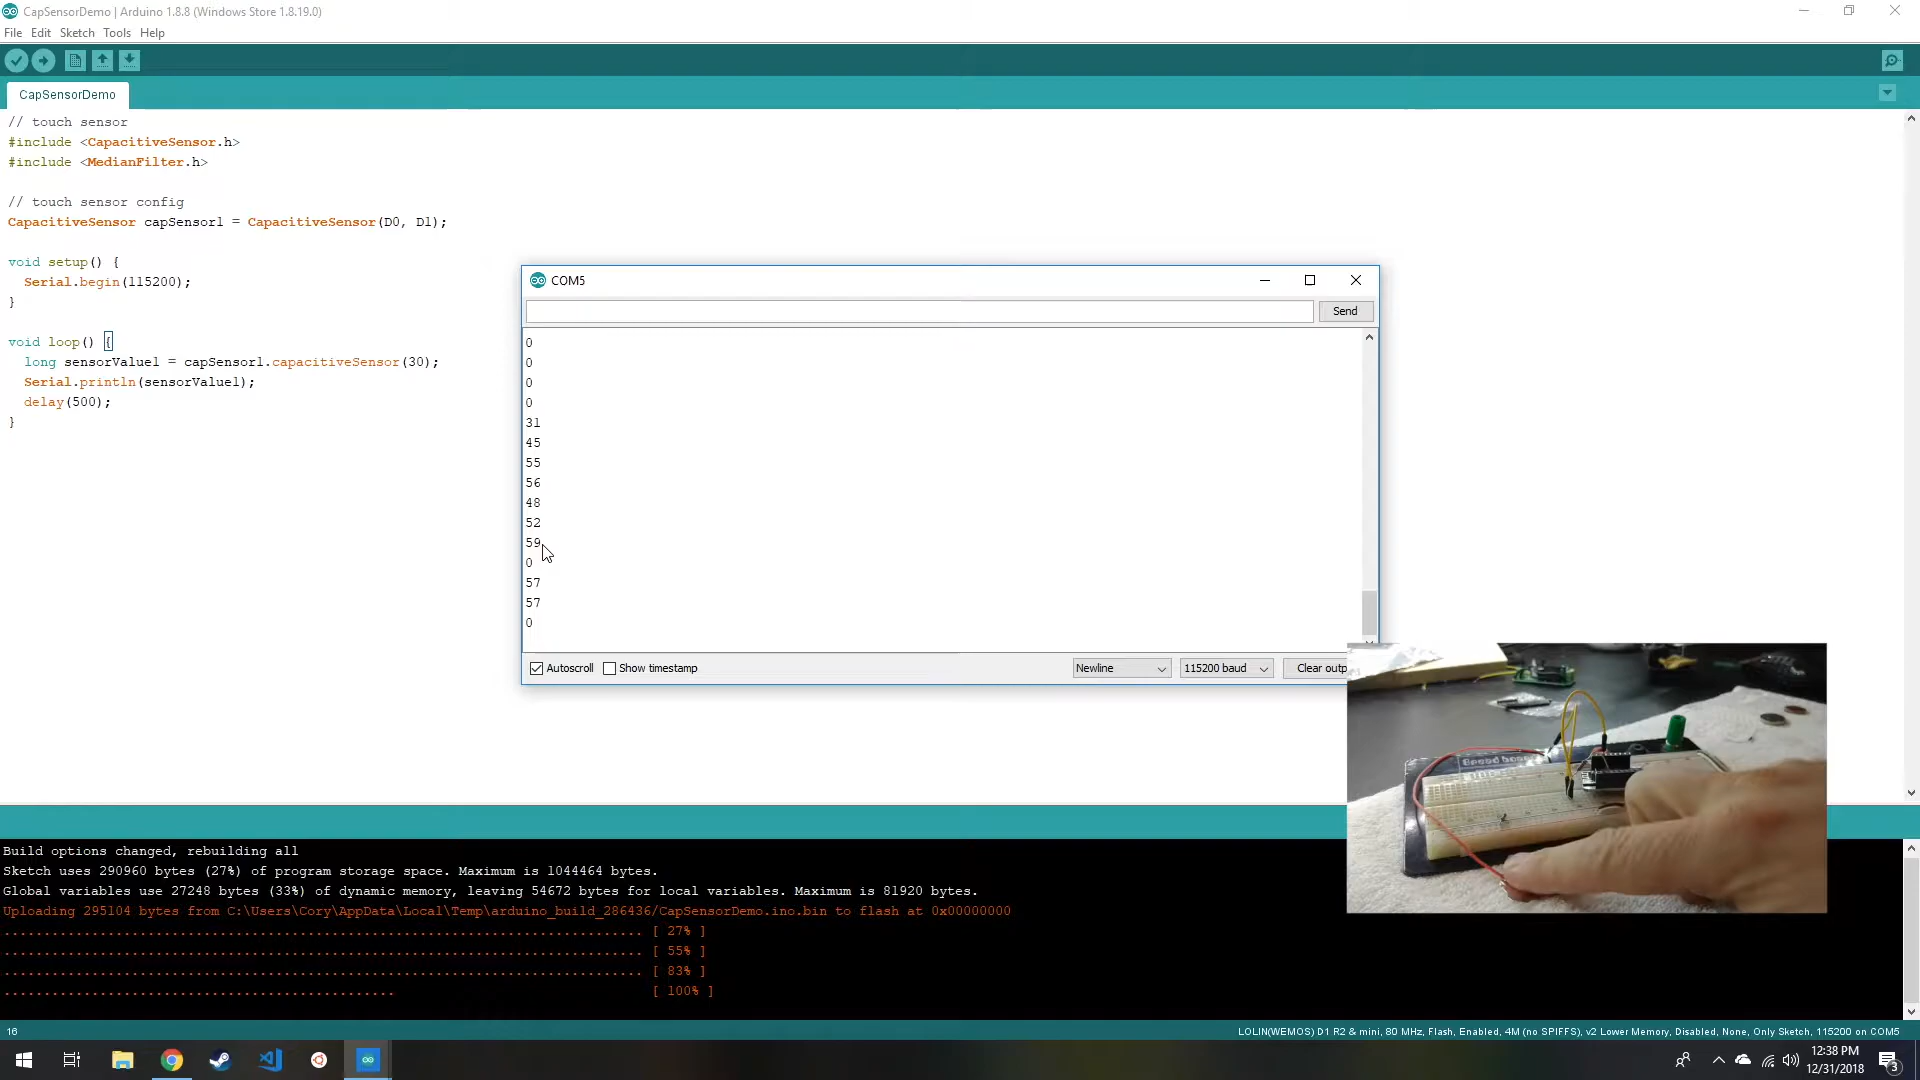 CapSensorDemo | Arduino 1.8.8 (Windows Store 1.8.19.0)
File Edit Sketch Tools Help
CapSensorDemo
// touch sensor
#include <CapacitiveSensor.h>
#include <MedianFilter.h>
// touch sensor config
CapacitiveSensor capSensor1 = CapacitiveSensor(D0, D1);
void setup() {
Serial.begin(115200);
}
void loop() {
long sensorValue1 = capSensor1.capacitiveSensor(30);
Serial.println(sensorValue1);
delay(500);
}
COM5
Send
0
0
0
0
31
45
55
56
48
52
59
0
57
57
0
Autoscroll Show timestamp Newline 115200 baud Clear outp
Build options changed, rebuilding all
Sketch uses 290960 bytes (27%) of program storage space. Maximum is 1044464 bytes.
Global variables use 27248 bytes (33%) of dynamic memory, leaving 54672 bytes for local variables. Maximum is 81920 bytes.
Uploading 295104 bytes from C:\Users\Cory\AppData\Local\Temp\arduino_build_286436/CapSensorDemo.ino.bin to flash at 0x00000000
................................................................................ [ 27% ]
................................................................................ [ 55% ]
................................................................................ [ 83% ]
................................................. [ 100% ]
16 LOLIN(WEMOS) D1 R2 & mini, 80 MHz, Flash, Enabled, 4M (no SPIFFS), v2 Lower Memory, Disabled, None, Only Sketch, 115200 on COM5
12:38 PM
12/31/2018
3